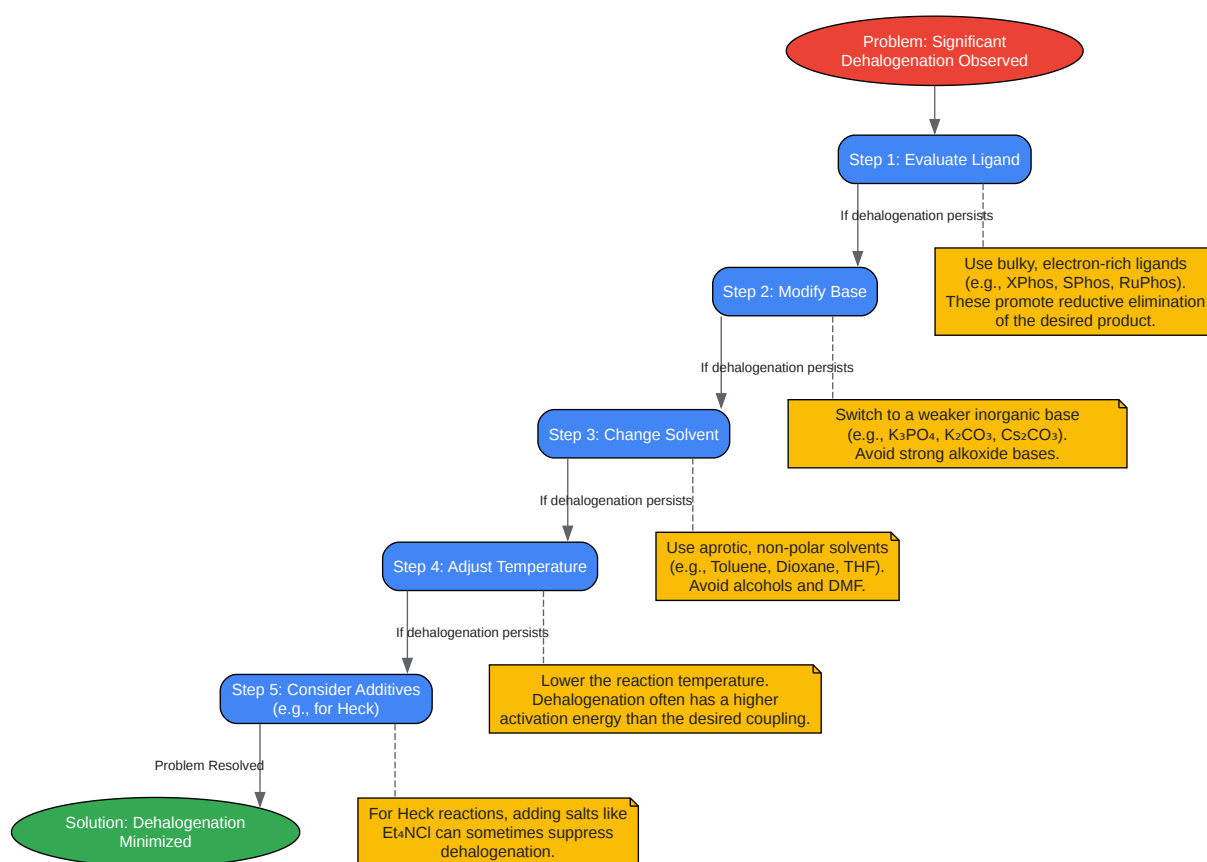 Problem: Significant
Dehalogenation Observed
Step 1: Evaluate Ligand
If dehalogenation persists
Use bulky, electron-rich ligands
(e.g., XPhos, SPhos, RuPhos).
These promote reductive elimination
of the desired product.
Step 2: Modify Base
If dehalogenation persists
Switch to a weaker inorganic base
(e.g., K₃PO₄, K₂CO₃, Cs₂CO₃).
Avoid strong alkoxide bases.
Step 3: Change Solvent
If dehalogenation persists
Use aprotic, non-polar solvents
(e.g., Toluene, Dioxane, THF).
Avoid alcohols and DMF.
Step 4: Adjust Temperature
If dehalogenation persists
Lower the reaction temperature.
Dehalogenation often has a higher
activation energy than the desired coupling.
Step 5: Consider Additives
(e.g., for Heck)
Problem Resolved
For Heck reactions, adding salts like
Et₄NCl can sometimes suppress
dehalogenation.
Solution: Dehalogenation
Minimized